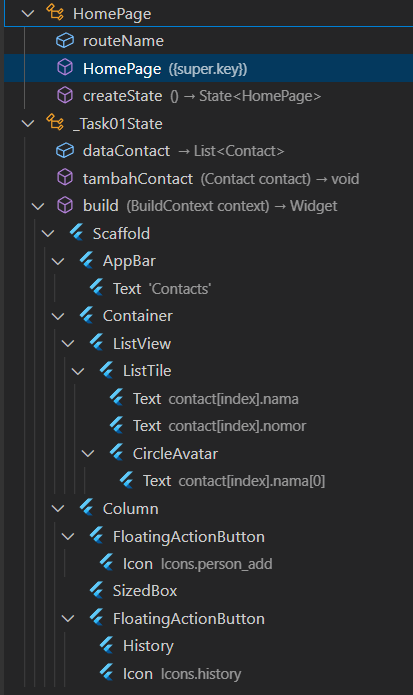 HomePage
routeName
HomePage ({super.key})
createState () → State<HomePage>
_Task01State
dataContact → List<Contact>
tambahContact (Contact contact) → void
build (BuildContext context) → Widget
Scaffold
AppBar
Text 'Contacts'
Container
ListView
ListTile
Text contact[index].nama
Text contact[index].nomor
CircleAvatar
Text contact[index].nama[0]
Column
FloatingActionButton
Icon Icons.person_add
SizedBox
FloatingActionButton
History
Icon Icons.history